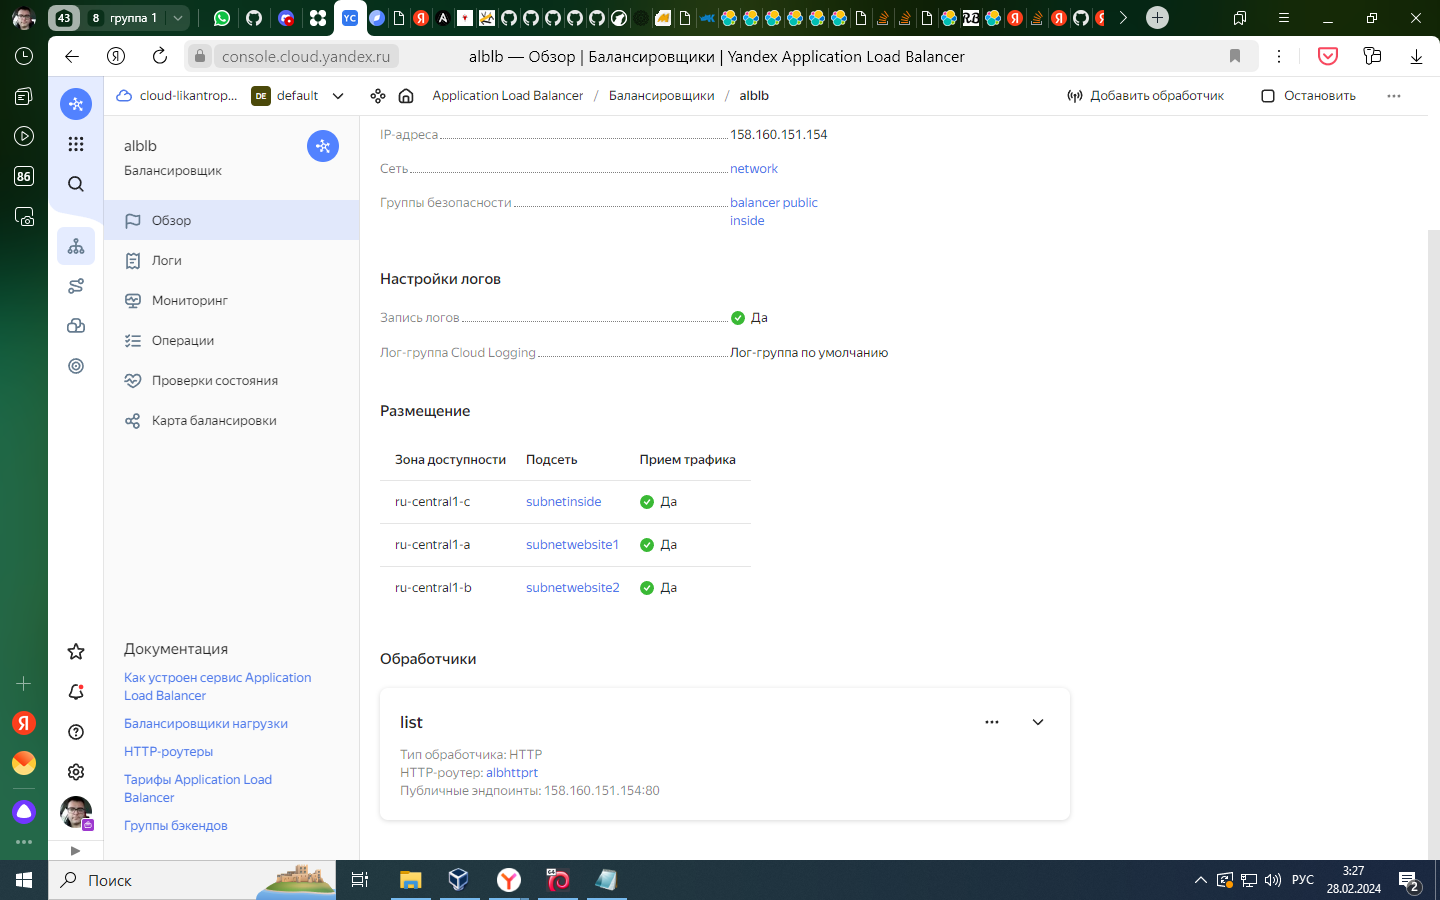 43
8 группа 1
console.cloud.yandex.ru
alblb — Обзор | Балансировщики | Yandex Application Load Balancer
86
cloud-likantrop...
DE default
Application Load Balancer / Балансировщики / alblb
Добавить обработчик
Остановить
alblb
Балансировщик
Обзор
Логи
Мониторинг
Операции
Проверки состояния
Карта балансировки
Документация
Как устроен сервис Application
Load Balancer
Балансировщики нагрузки
HTTP-роутеры
Тарифы Application Load
Balancer
Группы бэкендов
IP-адреса 158.160.151.154
Сеть network
Группы безопасности balancer public
inside
Настройки логов
Запись логов Да
Лог-группа Cloud Logging Лог-группа по умолчанию
Размещение
Зона доступности Подсеть Прием трафика
ru-central1-c subnetinside Да
ru-central1-a subnetwebsite1 Да
ru-central1-b subnetwebsite2 Да
Обработчики
list
Тип обработчика: HTTP
HTTP-роутер: albhttprt
Публичные эндпоинты: 158.160.151.154:80
Поиск
РУС
3:27
28.02.2024
2